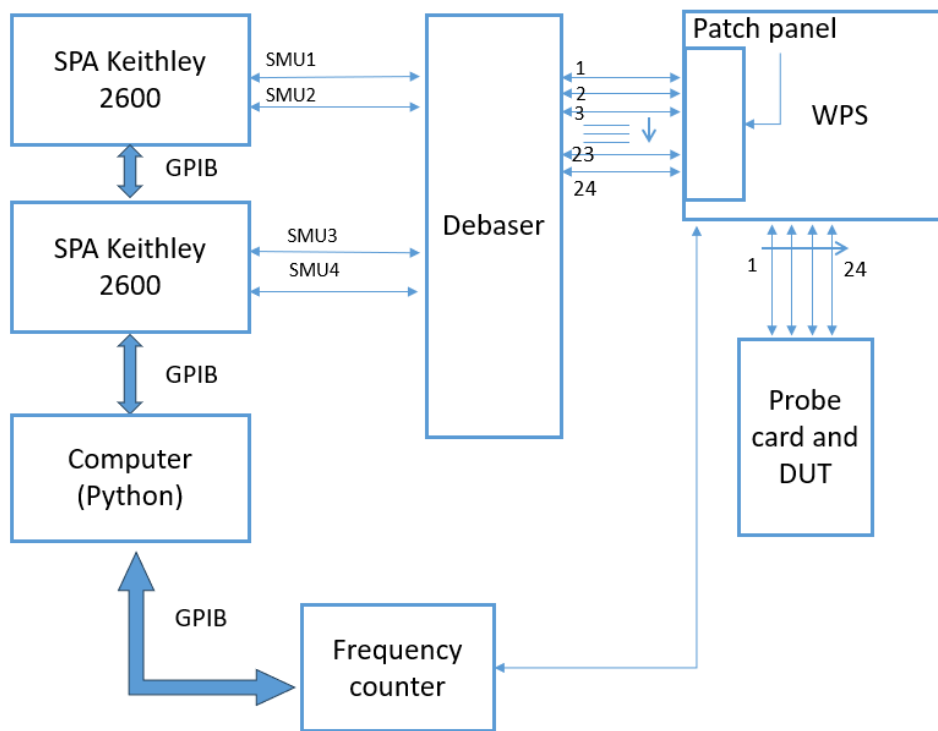 SPA Keithley
2600
SMU1
SMU2
GPIB
SPA Keithley
2600
SMU3
SMU4
GPIB
Computer
(Python)
GPIB
Frequency
counter
Debaser
1
2
3
23
24
Patch panel
WPS
1
24
Probe
card and
DUT